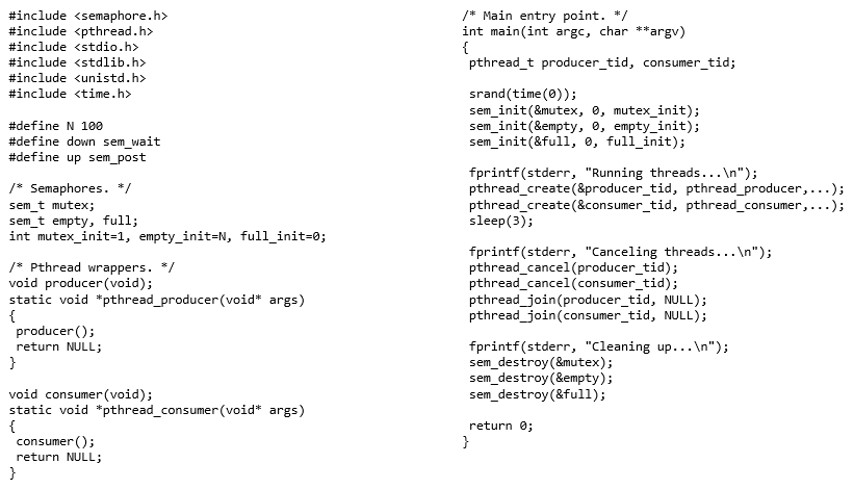 #include <semaphore.h>
#include <pthread.h>
#include <stdio.h>
#include <stdlib.h>
#include <unistd.h>
#include <time.h>

#define N 100
#define down sem_wait
#define up sem_post

/* Semaphores. */
sem_t mutex;
sem_t empty, full;
int mutex_init=1, empty_init=N, full_init=0;

/* Pthread wrappers. */
void producer(void);
static void *pthread_producer(void* args)
{
 producer();
 return NULL;
}

void consumer(void);
static void *pthread_consumer(void* args)
{
 consumer();
 return NULL;
}

/* Main entry point. */
int main(int argc, char **argv)
{
 pthread_t producer_tid, consumer_tid;

 srand(time(0));
 sem_init(&mutex, 0, mutex_init);
 sem_init(&empty, 0, empty_init);
 sem_init(&full, 0, full_init);

 fprintf(stderr, "Running threads...\n");
 pthread_create(&producer_tid, pthread_producer,...);
 pthread_create(&consumer_tid, pthread_consumer,...);
 sleep(3);

 fprintf(stderr, "Canceling threads...\n");
 pthread_cancel(producer_tid);
 pthread_cancel(consumer_tid);
 pthread_join(producer_tid, NULL);
 pthread_join(consumer_tid, NULL);

 fprintf(stderr, "Cleaning up...\n");
 sem_destroy(&mutex);
 sem_destroy(&empty);
 sem_destroy(&full);

 return 0;
}